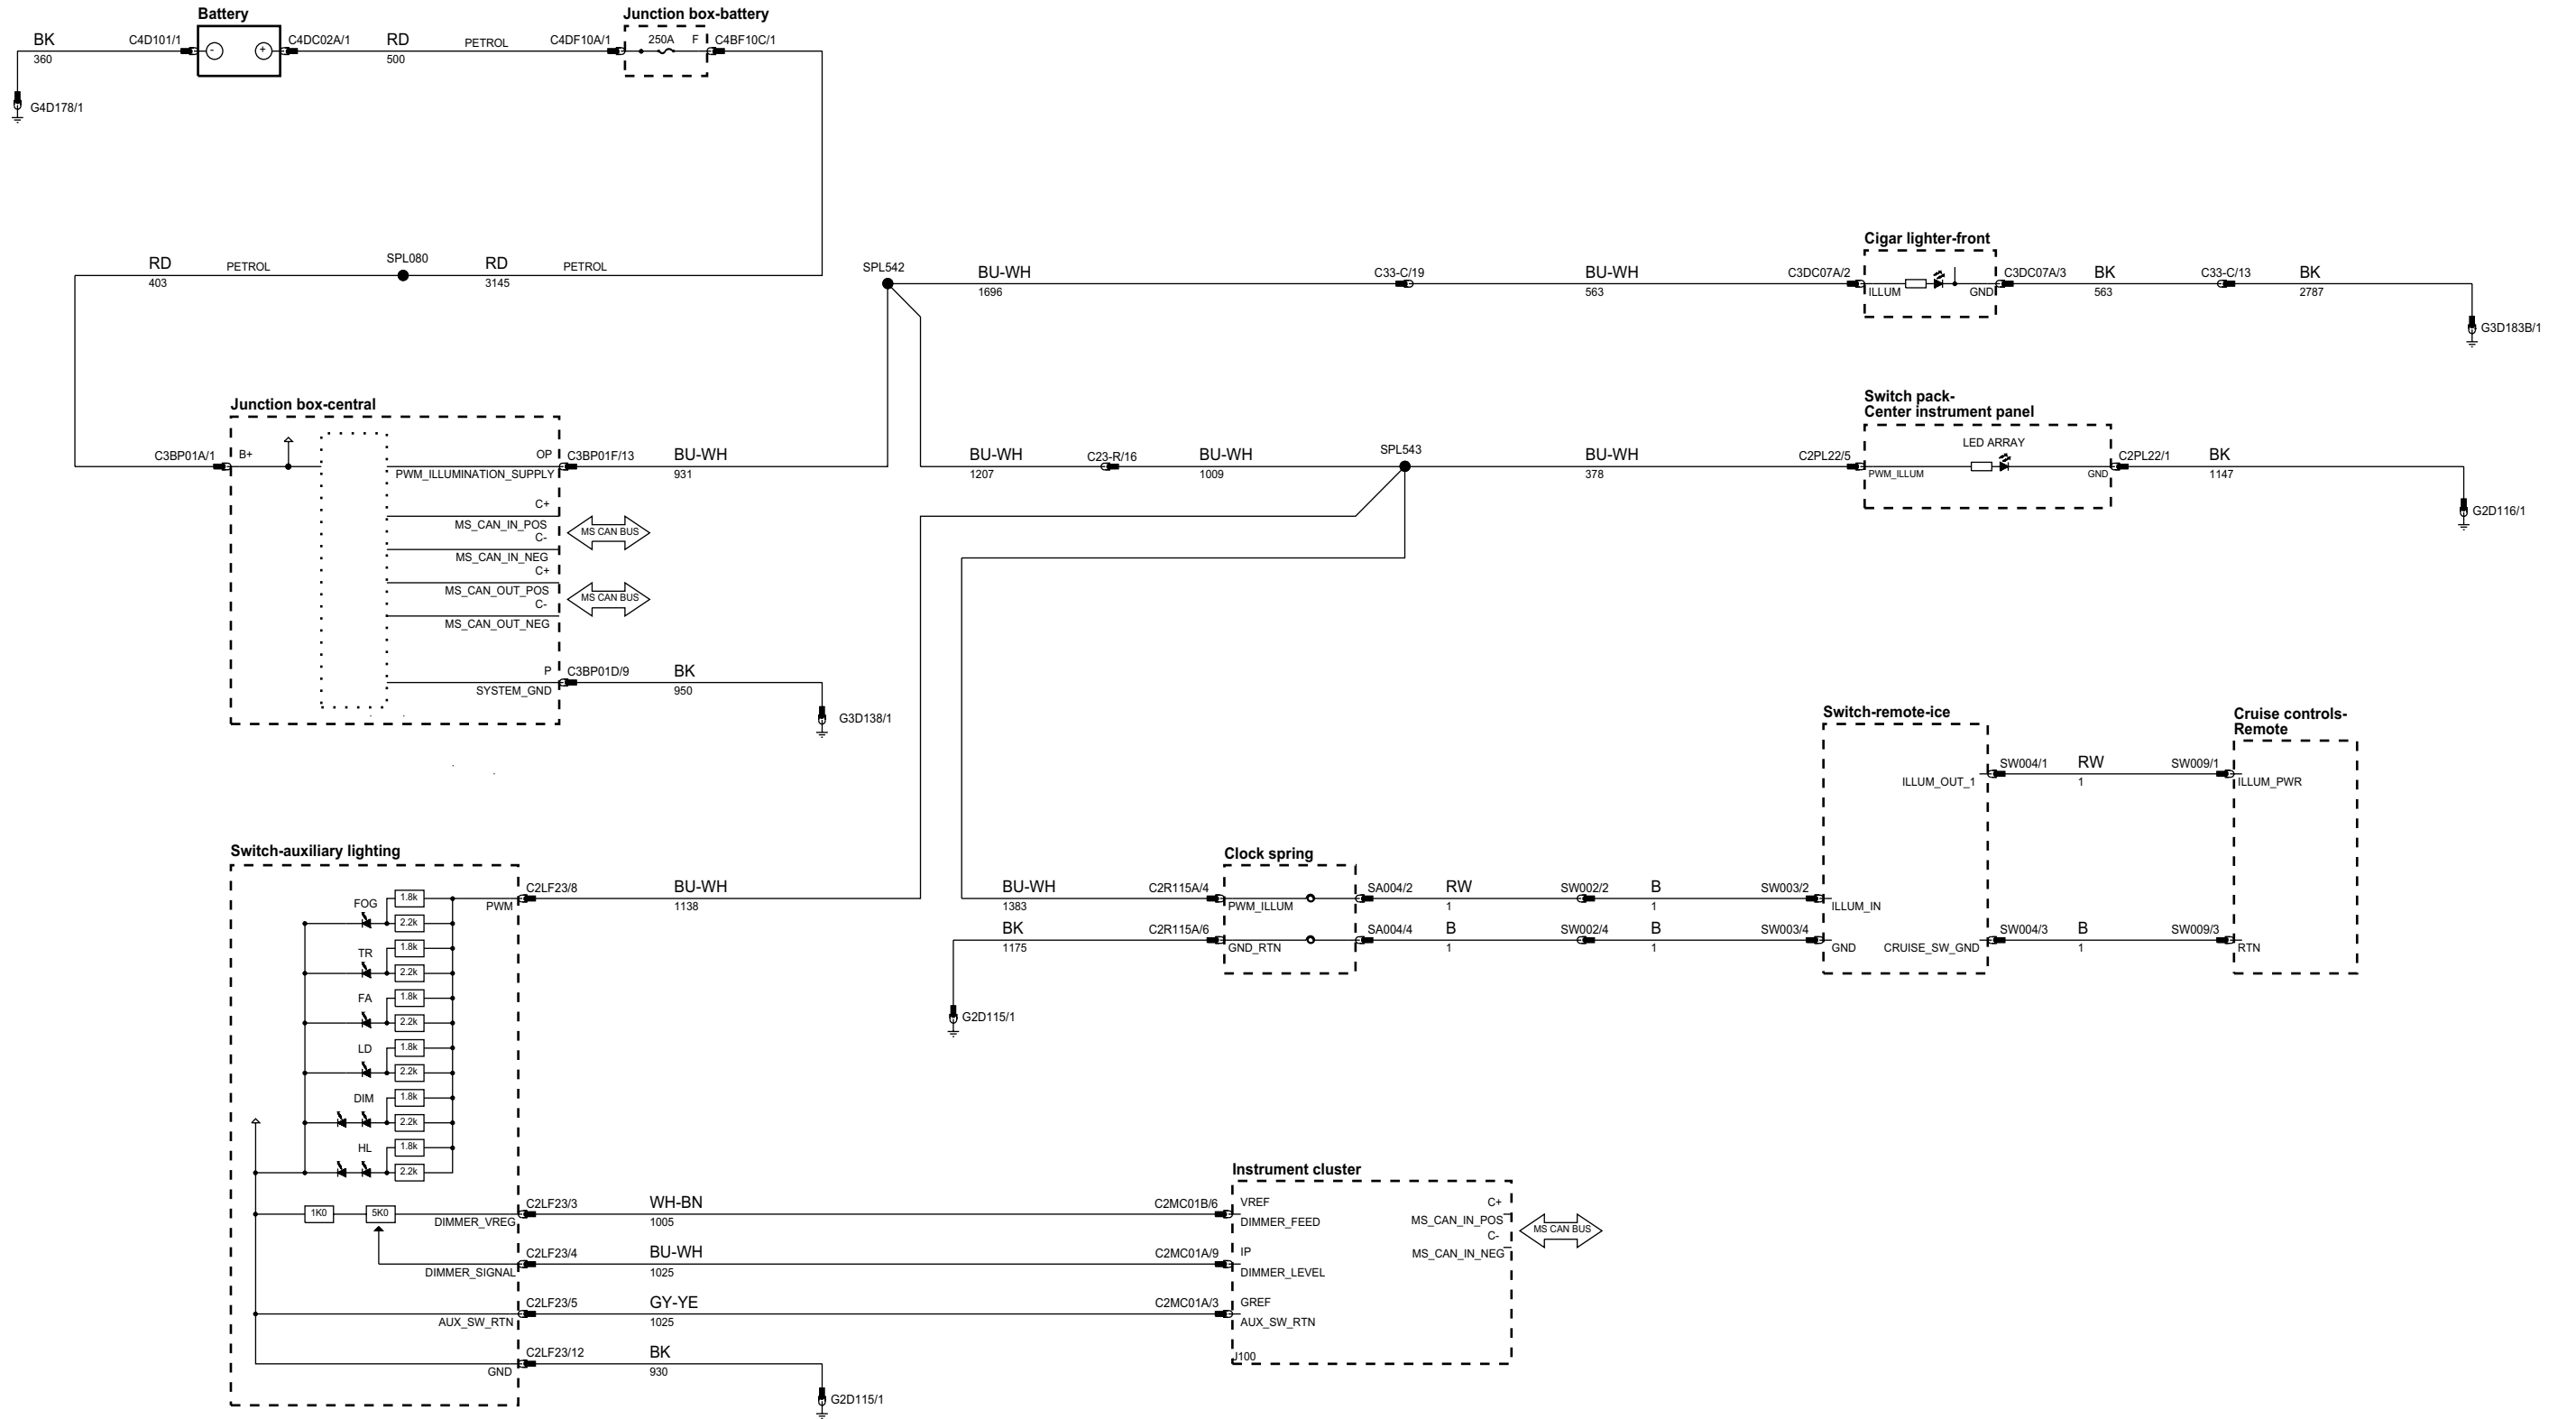 Battery
Junction box-battery
BK
360
C4D101/1
-
+
C4DC02A/1
RD
500
PETROL
C4DF10A/1
250A
F
C4BF10C/1
G4D178/1
RD
403
PETROL
SPL080
RD
3145
PETROL
SPL542
BU-WH
1696
C33-C/19
BU-WH
563
C3DC07A/2
Cigar lighter-front
ILLUM
GND
C3DC07A/3
BK
563
C33-C/13
BK
2787
G3D183B/1
Junction box-central
C3BP01A/1
B+
OP
PWM_ILLUMINATION_SUPPLY
C3BP01F/13
BU-WH
931
C+
MS_CAN_IN_POS
C-
MS_CAN_IN_NEG
MS CAN BUS
C+
MS_CAN_OUT_POS
C-
MS_CAN_OUT_NEG
MS CAN BUS
P
SYSTEM_GND
C3BP01D/9
BK
950
G3D138/1
BU-WH
1207
C23-R/16
BU-WH
1009
SPL543
BU-WH
378
C2PL22/5
Switch pack-
Center instrument panel
LED ARRAY
PWM_ILLUM
GND
C2PL22/1
BK
1147
G2D116/1
Switch-remote-ice
Cruise controls-
Remote
ILLUM_OUT_1
SW004/1
RW
1
SW009/1
ILLUM_PWR
Switch-auxiliary lighting
FOG
1.8k
2.2k
TR
1.8k
2.2k
FA
1.8k
2.2k
LD
1.8k
2.2k
DIM
1.8k
2.2k
HL
1.8k
2.2k
PWM
C2LF23/8
BU-WH
1138
Clock spring
BU-WH
1383
C2R115A/4
PWM_ILLUM
SA004/2
RW
1
SW002/2
B
1
SW003/2
ILLUM_IN
BK
1175
C2R115A/6
GND_RTN
SA004/4
B
1
SW002/4
B
1
SW003/4
GND
CRUISE_SW_GND
SW004/3
B
1
SW009/3
RTN
G2D115/1
1K0
5K0
DIMMER_VREG
C2LF23/3
WH-BN
1005
C2MC01B/6
Instrument cluster
VREF
DIMMER_FEED
C+
MS_CAN_IN_POS
C-
MS_CAN_IN_NEG
MS CAN BUS
DIMMER_SIGNAL
C2LF23/4
BU-WH
1025
C2MC01A/9
IP
DIMMER_LEVEL
AUX_SW_RTN
C2LF23/5
GY-YE
1025
C2MC01A/3
GREF
AUX_SW_RTN
J100
GND
C2LF23/12
BK
930
G2D115/1